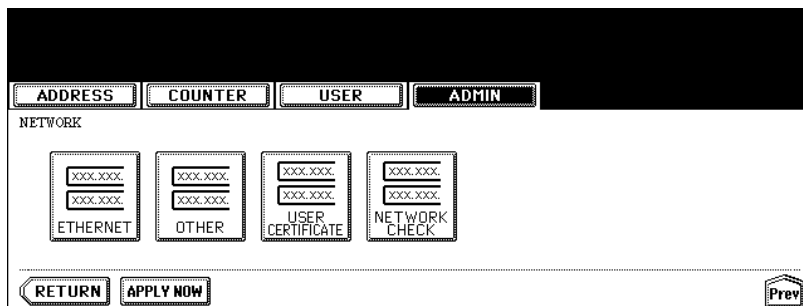 ADDRESS COUNTER USER ADMIN
NETWORK
XXX.XXX. XXX.XXX. XXX.XXX. XXX.XXX.
XXX.XXX. XXX.XXX. XXX.XXX. XXX.XXX.
ETHERNET OTHER USER CERTIFICATE NETWORK CHECK
RETURN APPLY NOW Prev